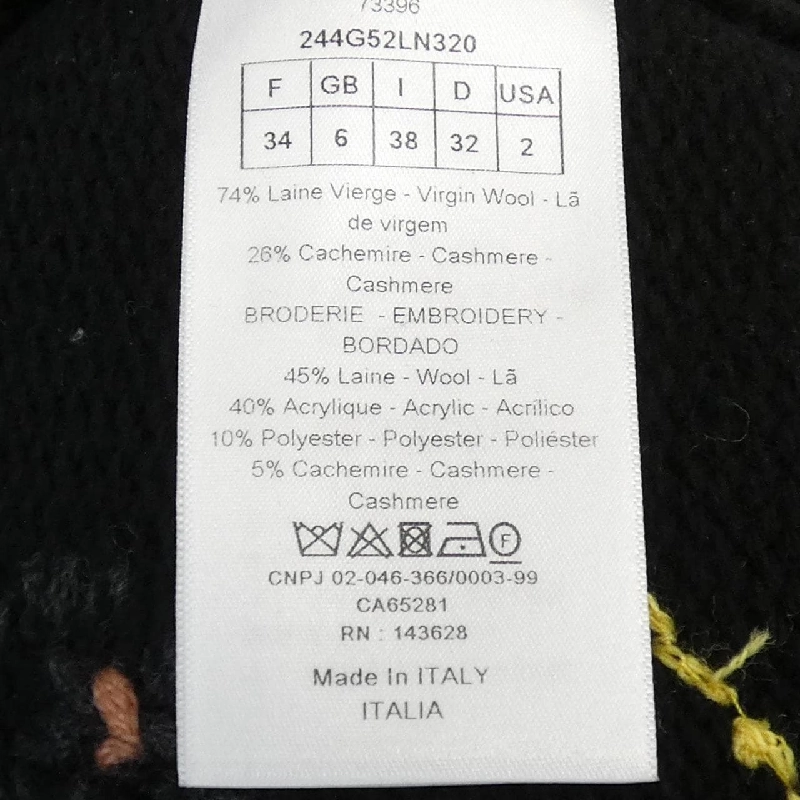 73396
244G52LN320
F GB I D USA
34 6 38 32 2
74% Laine Vierge - Virgin Wool - Lã
de virgem
26% Cachemire - Cashmere -
Cashmere
BRODERIE - EMBROIDERY -
BORDADO
45% Laine - Wool - Lã
40% Acrylique - Acrylic - Acrílico
10% Polyester - Polyester - Poliéster
5% Cachemire - Cashmere -
Cashmere
F
CNPJ 02-046-366/0003-99
CA65281
RN : 143628
Made In ITALY
ITALIA